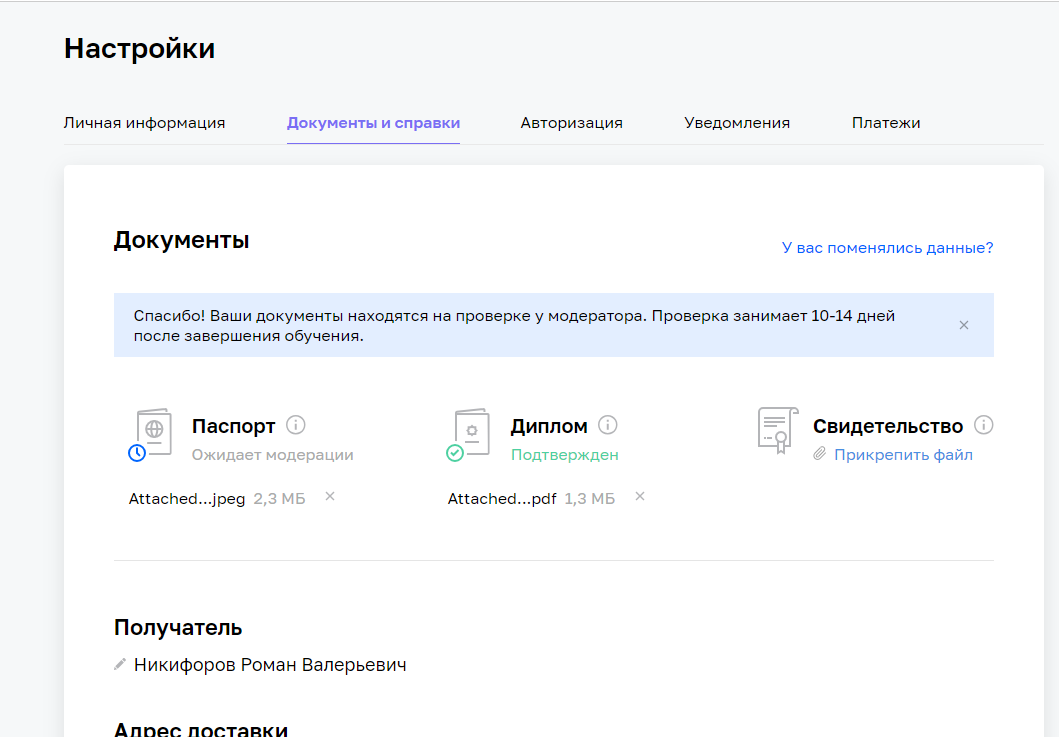 Настройки
Личная информация Документы и справки Авторизация Уведомления Платежи
Документы
У вас поменялись данные?
Спасибо! Ваши документы находятся на проверке у модератора. Проверка занимает 10-14 дней
после завершения обучения.
Паспорт Диплом Свидетельство
Ожидает модерации Подтвержден Прикрепить файл
Attached...jpeg 2,3 МБ Attached...pdf 1,3 МБ
Получатель
Никифоров Роман Валерьевич
Адрес доставки